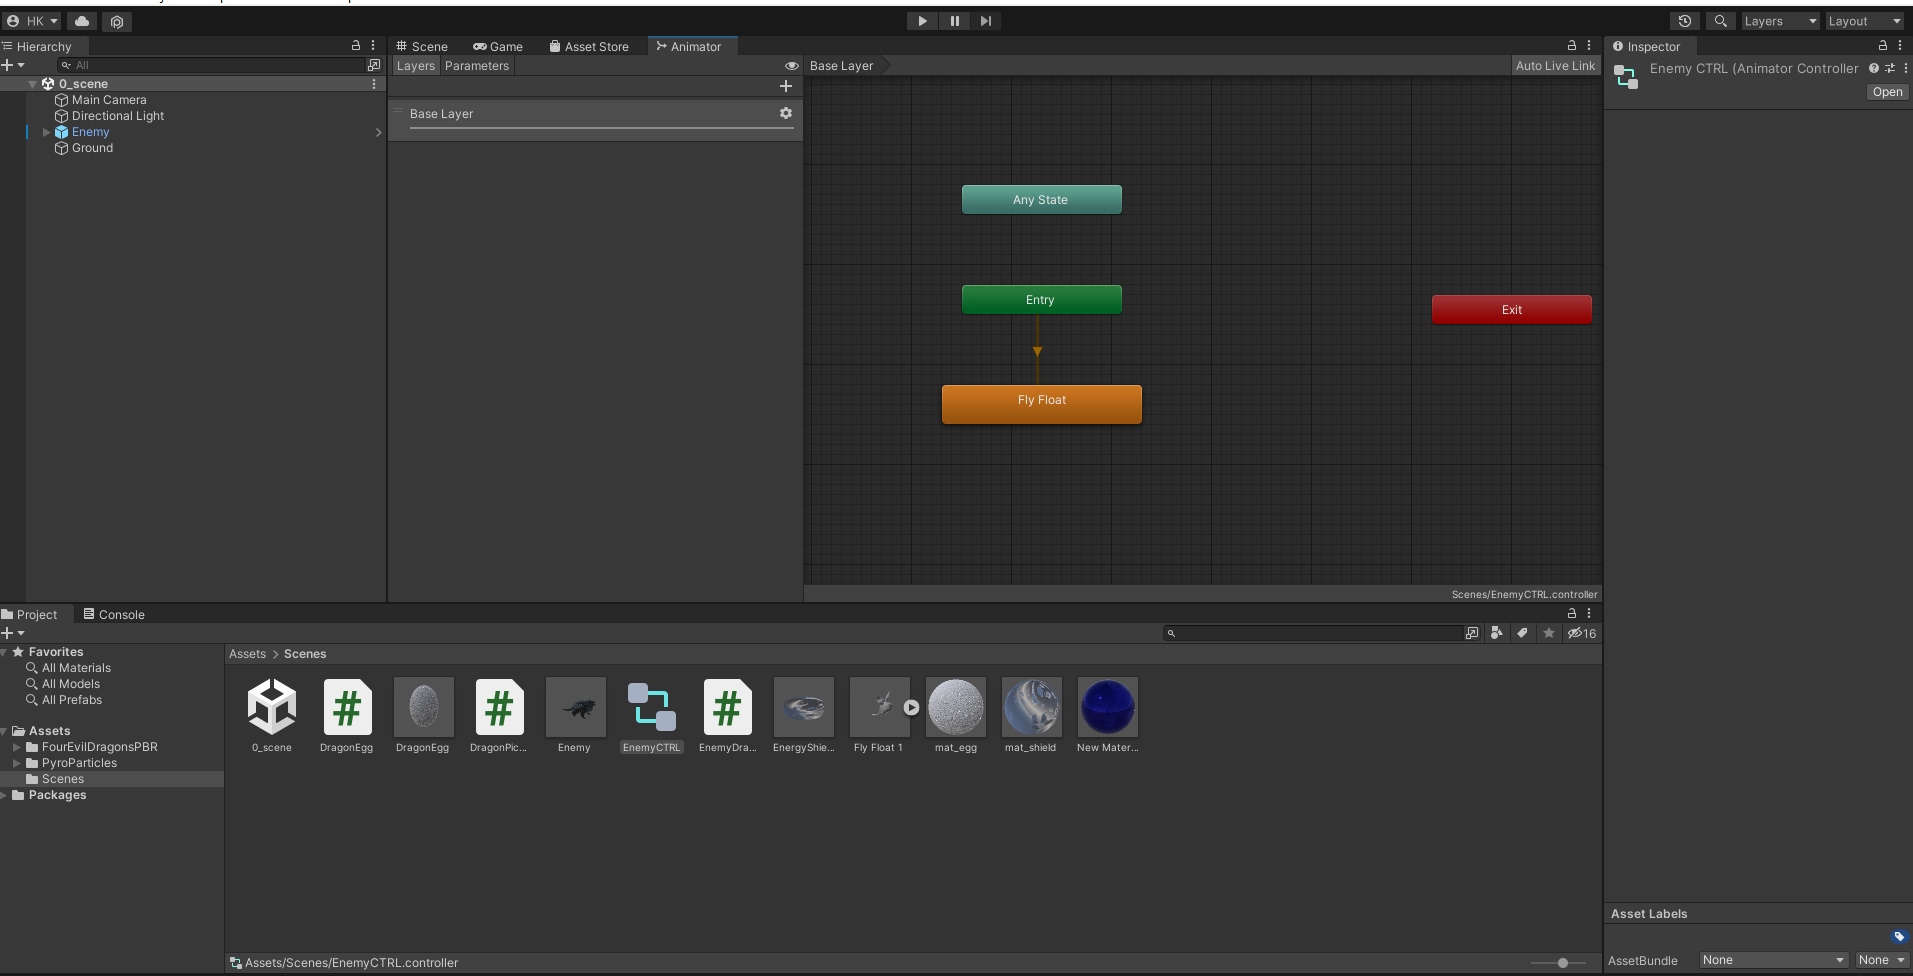 HK
Layers
Layout
Hierarchy
Scene
Game
Asset Store
Animator
Inspector
All
Layers
Parameters
Base Layer
Auto Live Link
Enemy CTRL (Animator Controller
Open
0_scene
Main Camera
Directional Light
Enemy
Ground
Base Layer
Any State
Entry
Exit
Fly Float
Scenes/EnemyCTRL.controller
Project
Console
16
Favorites
All Materials
All Models
All Prefabs
Assets
FourEvilDragonsPBR
PyroParticles
Scenes
Packages
Assets > Scenes
0_scene
DragonEgg
DragonEgg
DragonPic...
Enemy
EnemyCTRL
EnemyDra...
EnergyShie...
Fly Float 1
mat_egg
mat_shield
New Mater...
Assets/Scenes/EnemyCTRL.controller
Asset Labels
AssetBundle
None
None